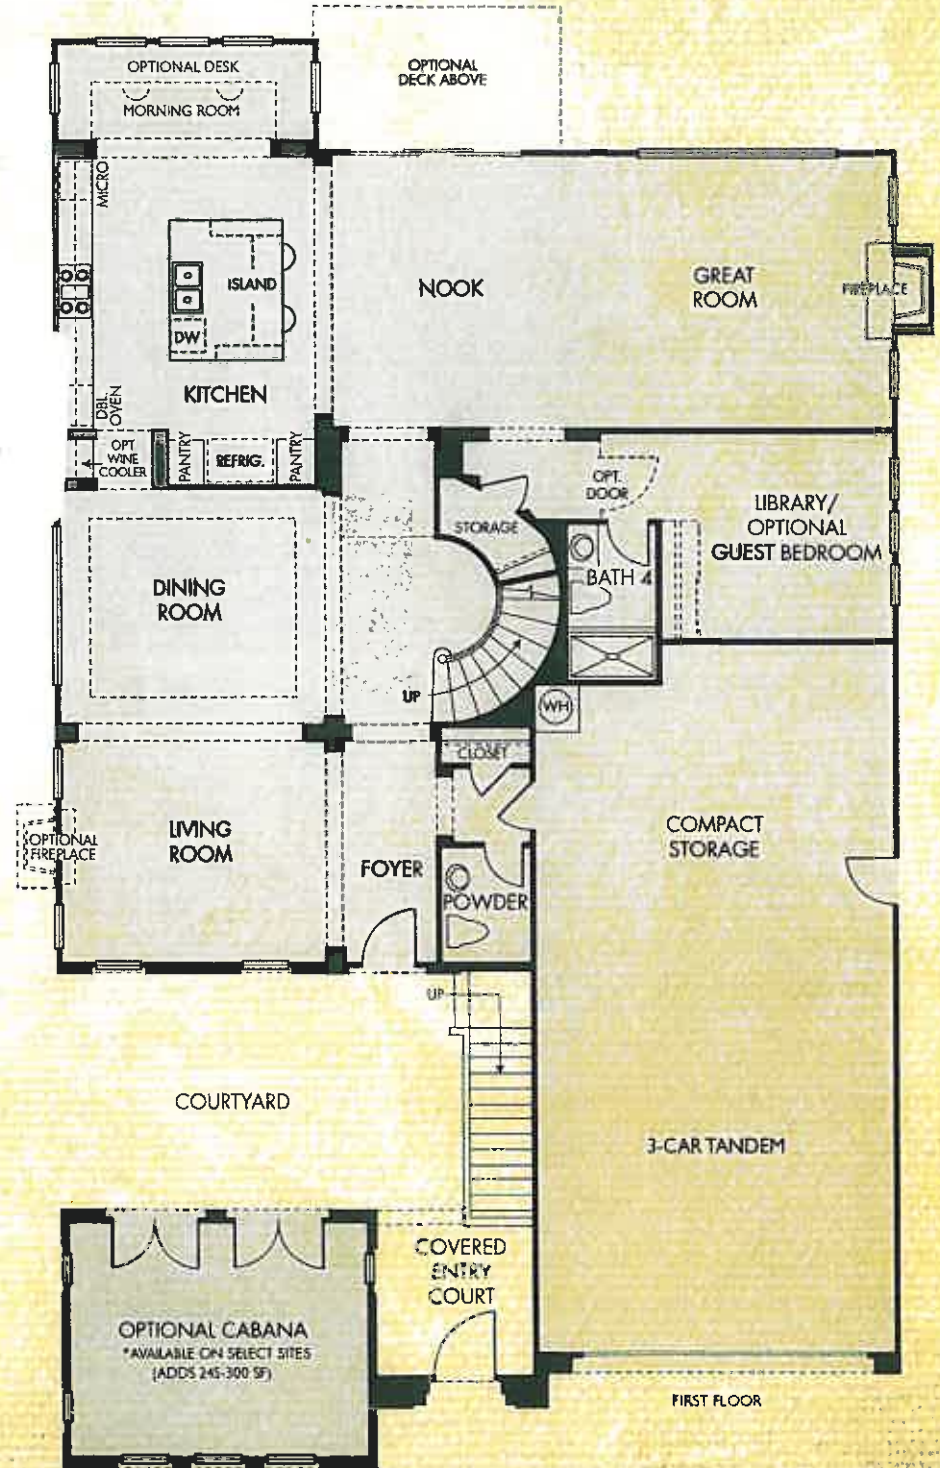 OPTIONAL DESK
MORNING ROOM
OPTIONAL
DECK ABOVE
MICRO
ISLAND
DW
NOOK
GREAT
ROOM
FIREPLACE
KITCHEN
DBL.
OVEN
OPT
WINE
COOLER
PANTRY
REFRIG.
PANTRY
OPT.
DOOR
STORAGE
LIBRARY/
OPTIONAL
GUEST BEDROOM
BATH 4
DINING
ROOM
UP
WH
CLOSET
LIVING
ROOM
OPTIONAL
FIREPLACE
FOYER
POWDER
COMPACT
STORAGE
UP
COURTYARD
3-CAR TANDEM
COVERED
ENTRY
COURT
OPTIONAL CABANA
*AVAILABLE ON SELECT SITES
(ADDS 245-300 SF)
FIRST FLOOR